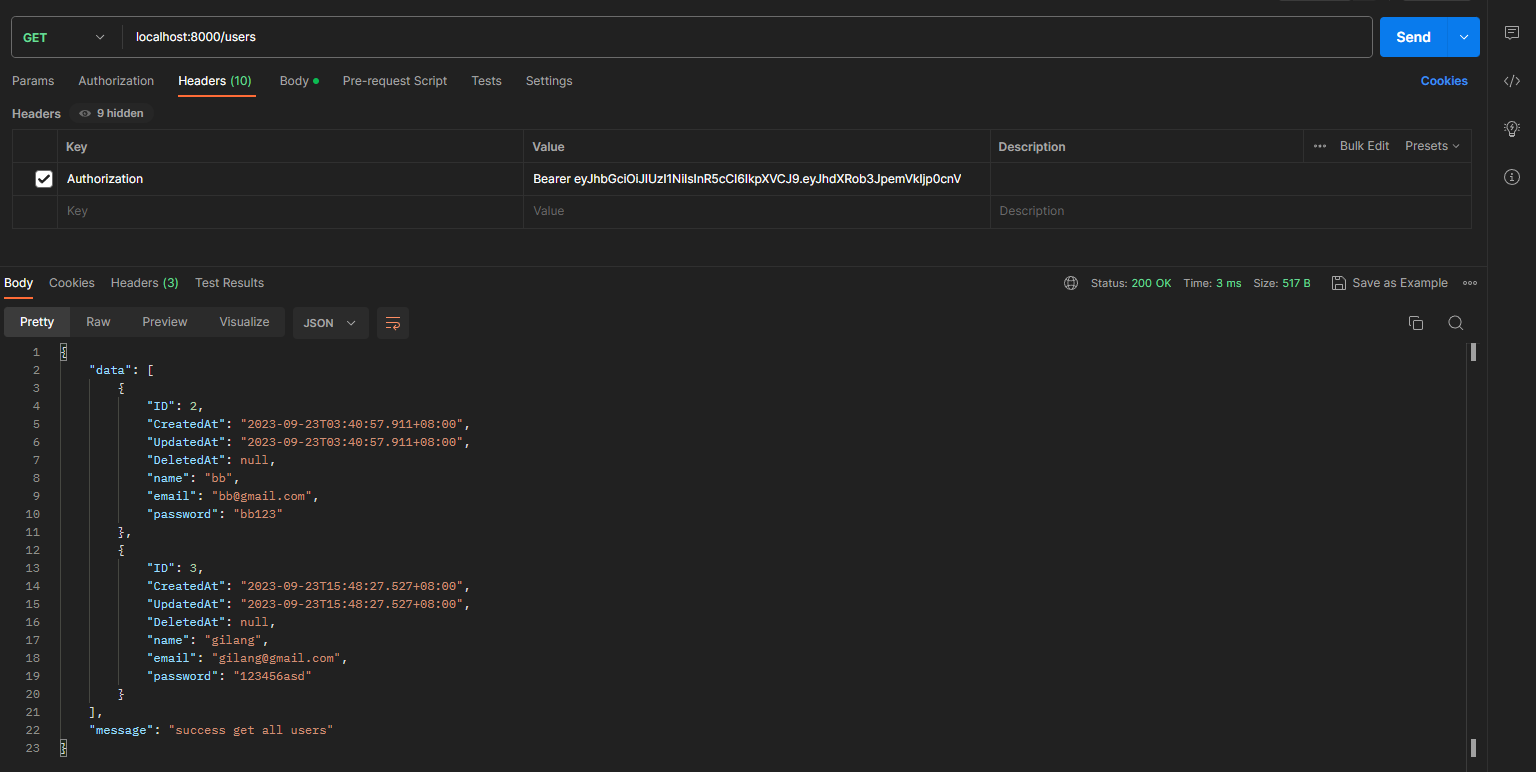 GET localhost:8000/users Send
Params Authorization Headers (10) Body Pre-request Script Tests Settings Cookies
Headers 9 hidden
Key Value Description Bulk Edit Presets
Authorization Bearer eyJhbGciOiJIUzI1NiIsInR5cCI6IkpXVCJ9.eyJhdXRob3JpemVkIjp0cnV
Key Value Description
Body Cookies Headers (3) Test Results Status: 200 OK Time: 3 ms Size: 517 B Save as Example
Pretty Raw Preview Visualize JSON
1 {
2 "data": [
3 {
4 "ID": 2,
5 "CreatedAt": "2023-09-23T03:40:57.911+08:00",
6 "UpdatedAt": "2023-09-23T03:40:57.911+08:00",
7 "DeletedAt": null,
8 "name": "bb",
9 "email": "bb@gmail.com",
10 "password": "bb123"
11 },
12 {
13 "ID": 3,
14 "CreatedAt": "2023-09-23T15:48:27.527+08:00",
15 "UpdatedAt": "2023-09-23T15:48:27.527+08:00",
16 "DeletedAt": null,
17 "name": "gilang",
18 "email": "gilang@gmail.com",
19 "password": "123456asd"
20 }
21 ],
22 "message": "success get all users"
23 }